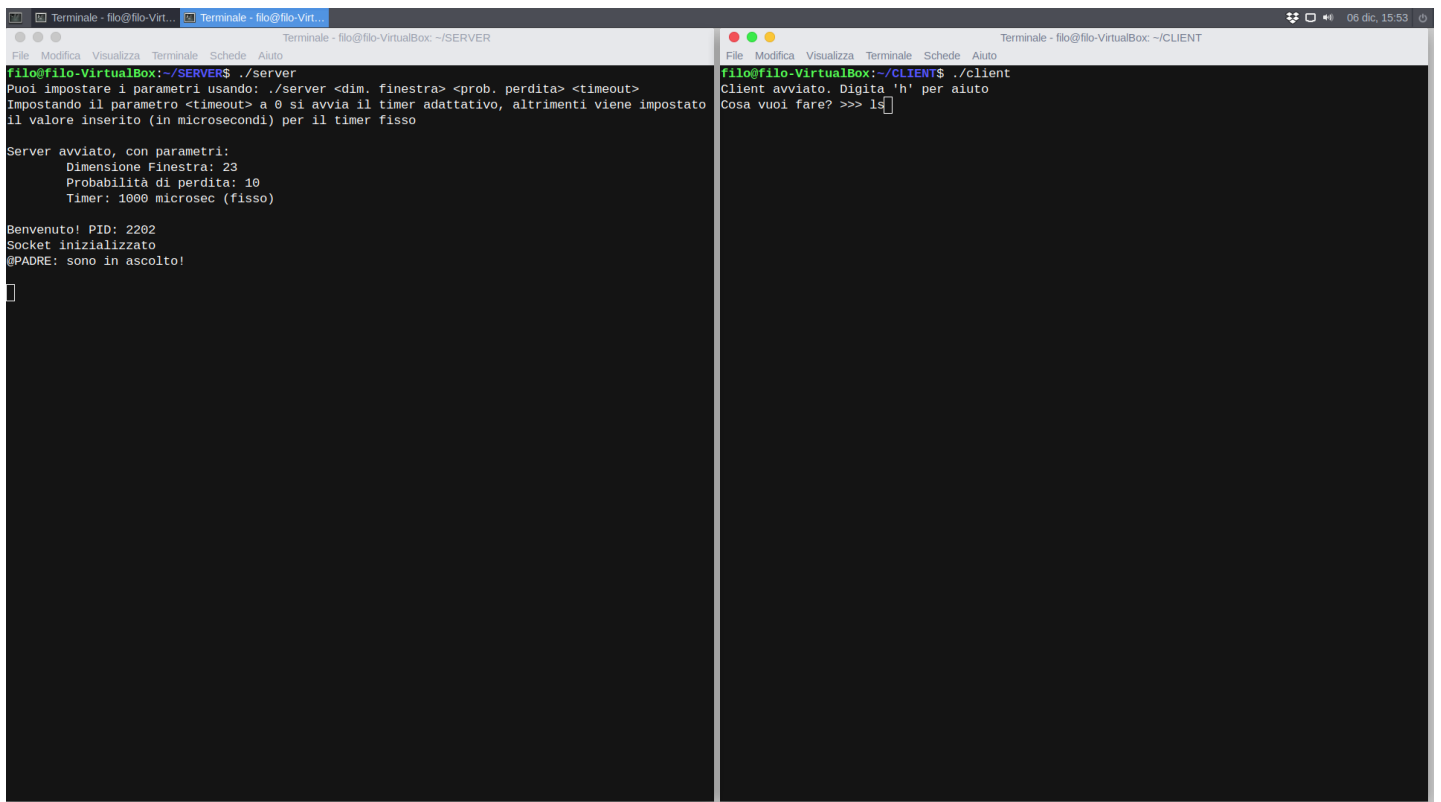 Terminale - filo@filo-Virt... Terminale - filo@filo-Virt... 06 dic, 15:53
Terminale - filo@filo-VirtualBox: ~/SERVER
File Modifica Visualizza Terminale Schede Aiuto
filo@filo-VirtualBox:~/SERVER$ ./server
Puoi impostare i parametri usando: ./server <dim. finestra> <prob. perdita> <timeout>
Impostando il parametro <timeout> a 0 si avvia il timer adattativo, altrimenti viene impostato
il valore inserito (in microsecondi) per il timer fisso
Server avviato, con parametri:
Dimensione Finestra: 23
Probabilità di perdita: 10
Timer: 1000 microsec (fisso)
Benvenuto! PID: 2202
Socket inizializzato
@PADRE: sono in ascolto!
Terminale - filo@filo-VirtualBox: ~/CLIENT
File Modifica Visualizza Terminale Schede Aiuto
filo@filo-VirtualBox:~/CLIENT$ ./client
Client avviato. Digita 'h' per aiuto
Cosa vuoi fare? >>> ls